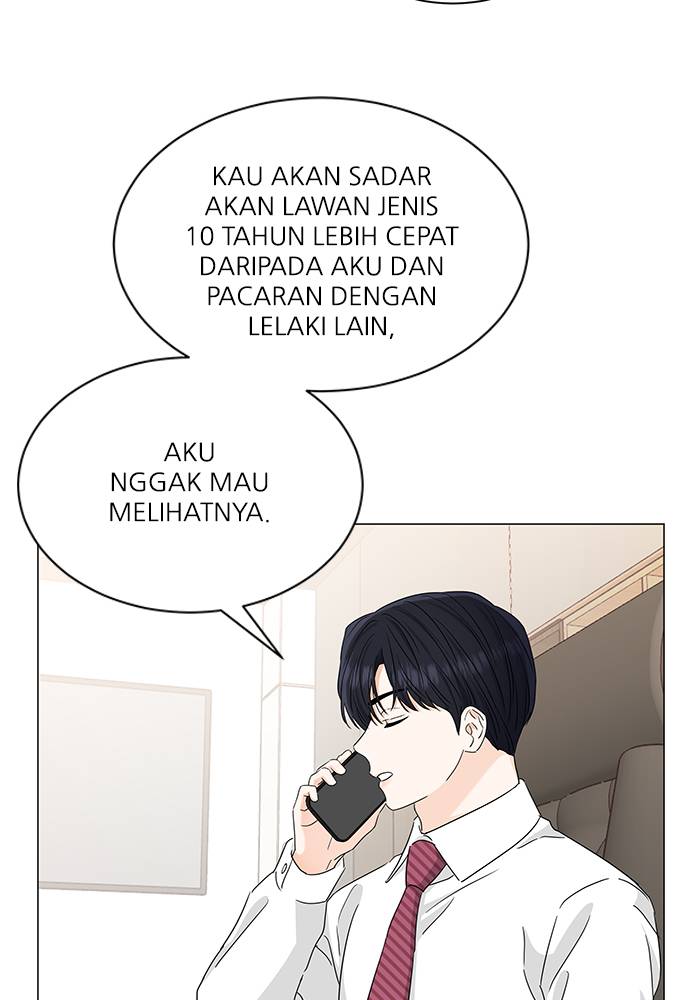 KAU AKAN SADAR
AKAN LAWAN JENIS
10 TAHUN LEBIH CEPAT
DARIPADA AKU DAN
PACARAN DENGAN
LELAKI LAIN,
AKU
NGGAK MAU
MELIHATNYA.